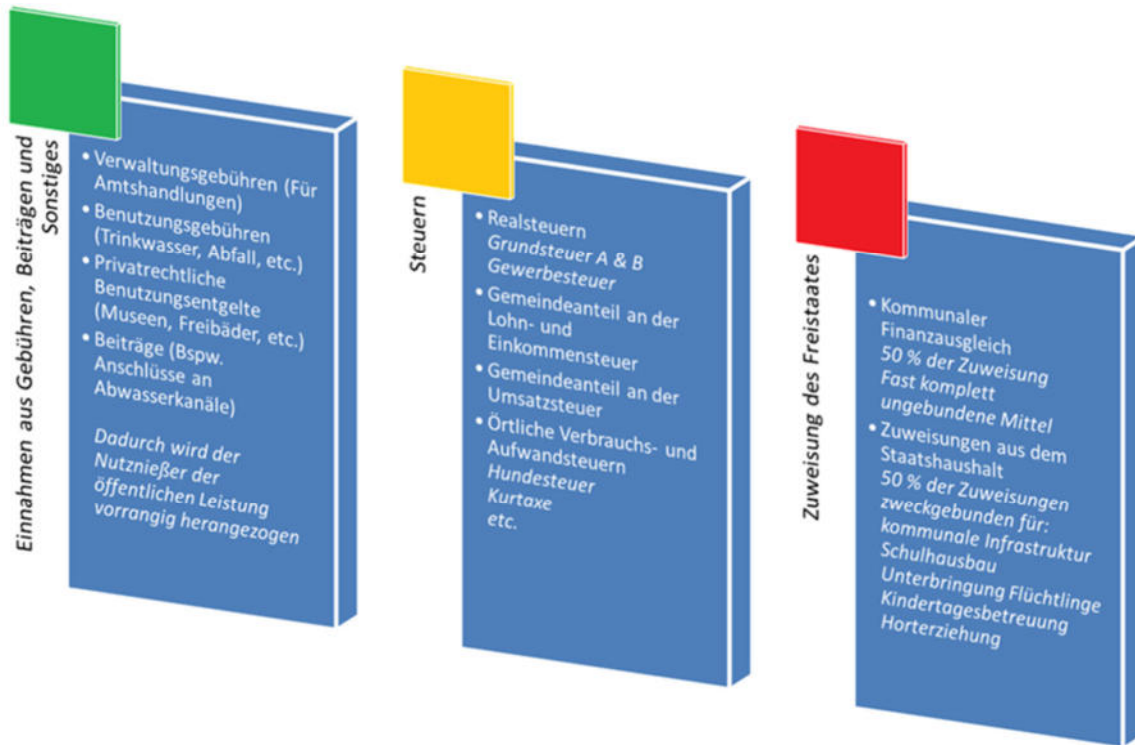 Einnahmen aus Gebühren, Beiträgen und
Sonstiges
• Verwaltungsgebühren (Für
Amtshandlungen)
• Benutzungsgebühren
(Trinkwasser, Abfall, etc.)
• Privatrechtliche
Benutzungsentgelte
(Museen, Freibäder, etc.)
• Beiträge (Bspw.
Anschlüsse an
Abwasserkanäle)
Dadurch wird der
Nutznießer der
öffentlichen Leistung
vorrangig herangezogen
Steuern
• Realsteuern
Grundsteuer A & B
Gewerbesteuer
• Gemeindeanteil an der
Lohn- und
Einkommensteuer
• Gemeindeanteil an der
Umsatzsteuer
• Örtliche Verbrauchs- und
Aufwandsteuern
Hundesteuer
Kurtaxe
etc.
Zuweisung des Freistaates
• Kommunaler
Finanzausgleich
50 % der Zuweisung
Fast komplett
ungebundene Mittel
• Zuweisungen aus dem
Staatshaushalt
50 % der Zuweisungen
zweckgebunden für:
kommunale Infrastruktur
Schulhausbau
Unterbringung Flüchtlinge
Kindertagesbetreuung
Horterziehung